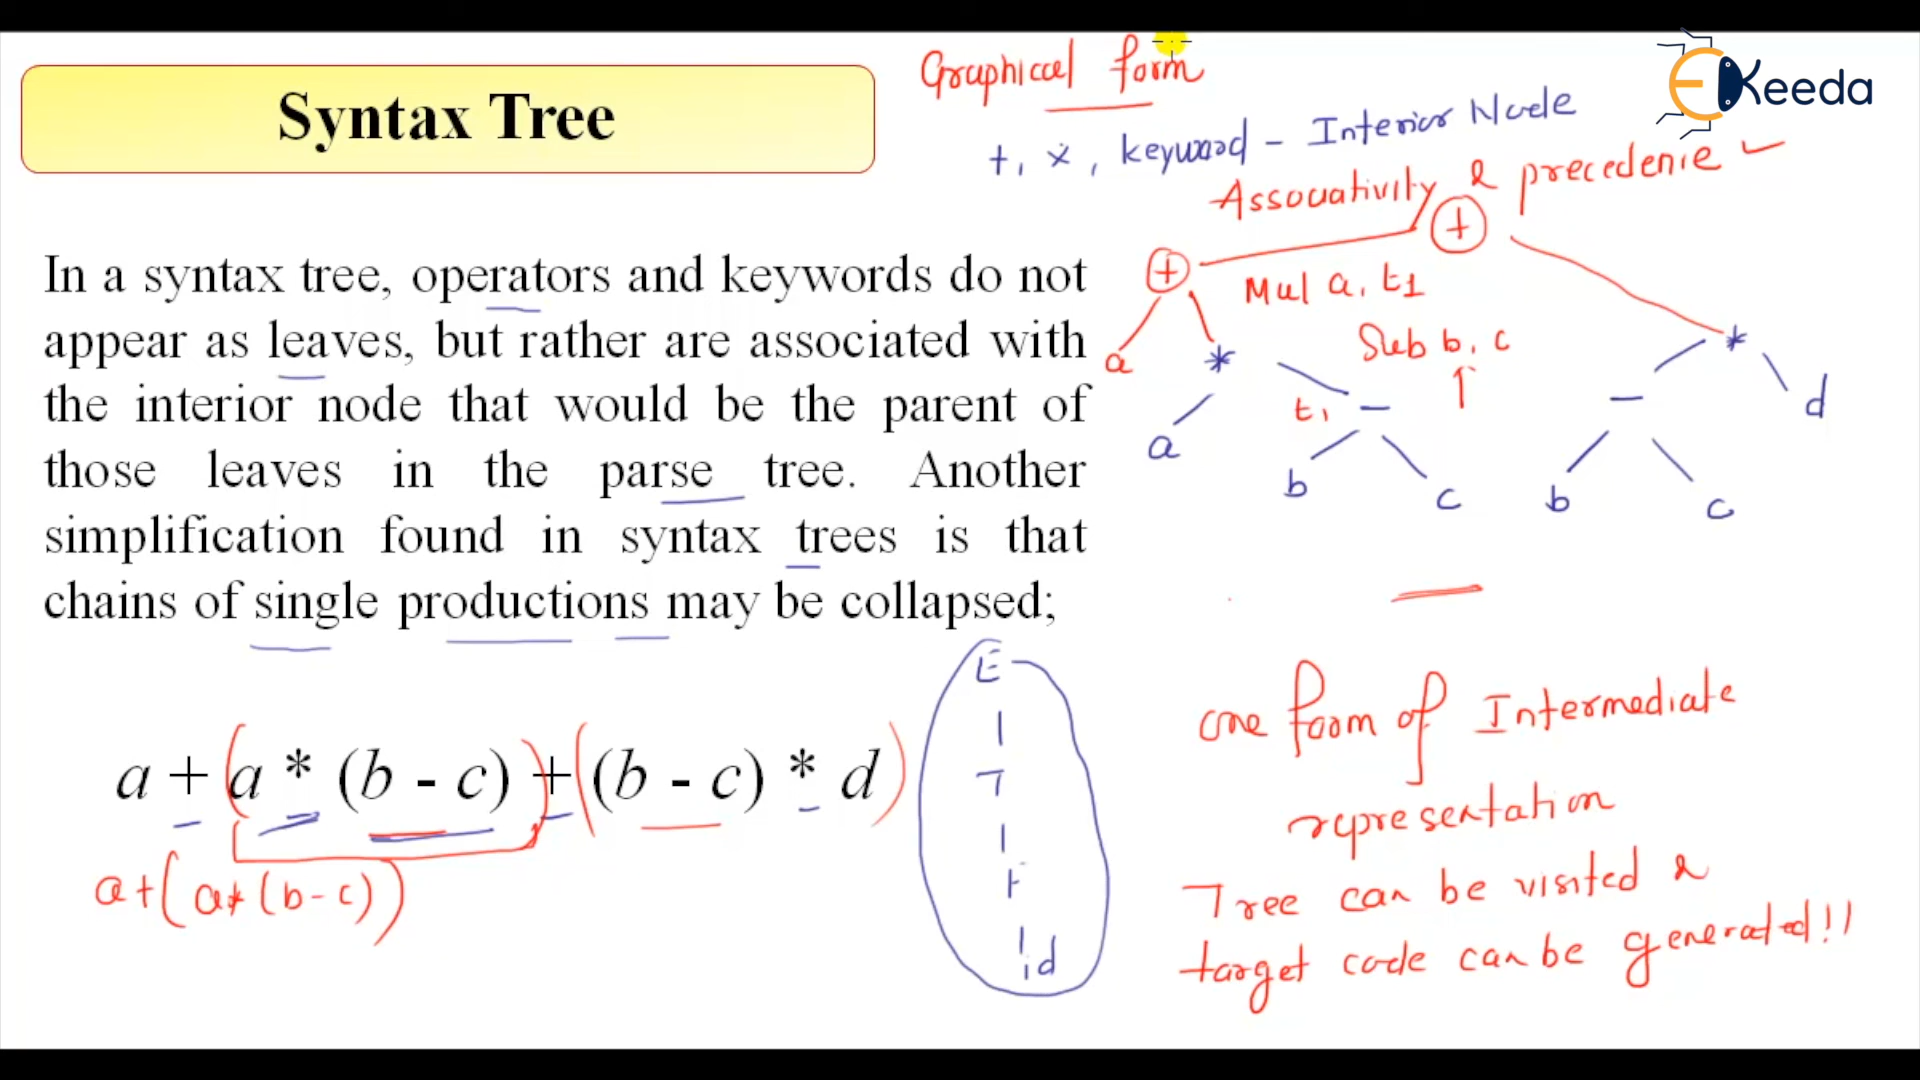 Graphical form
Keeda
Syntax Tree
+, ×, keyword - Interior Node
Associativity & precedenie
+
In a syntax tree, operators and keywords do not
appear as leaves, but rather are associated with
the interior node that would be the parent of
those leaves in the parse tree. Another
simplification found in syntax trees is that
chains of single productions may be collapsed;
+
Mul a, t1
Sub b, c
a * *
t1 - - d
a
b c b c
a + a * (b - c) + (b - c) * d
a+(a*(b-c))
E
T
F
id
one form of Intermediate
representation
Tree can be visited &
target code can be generated!!